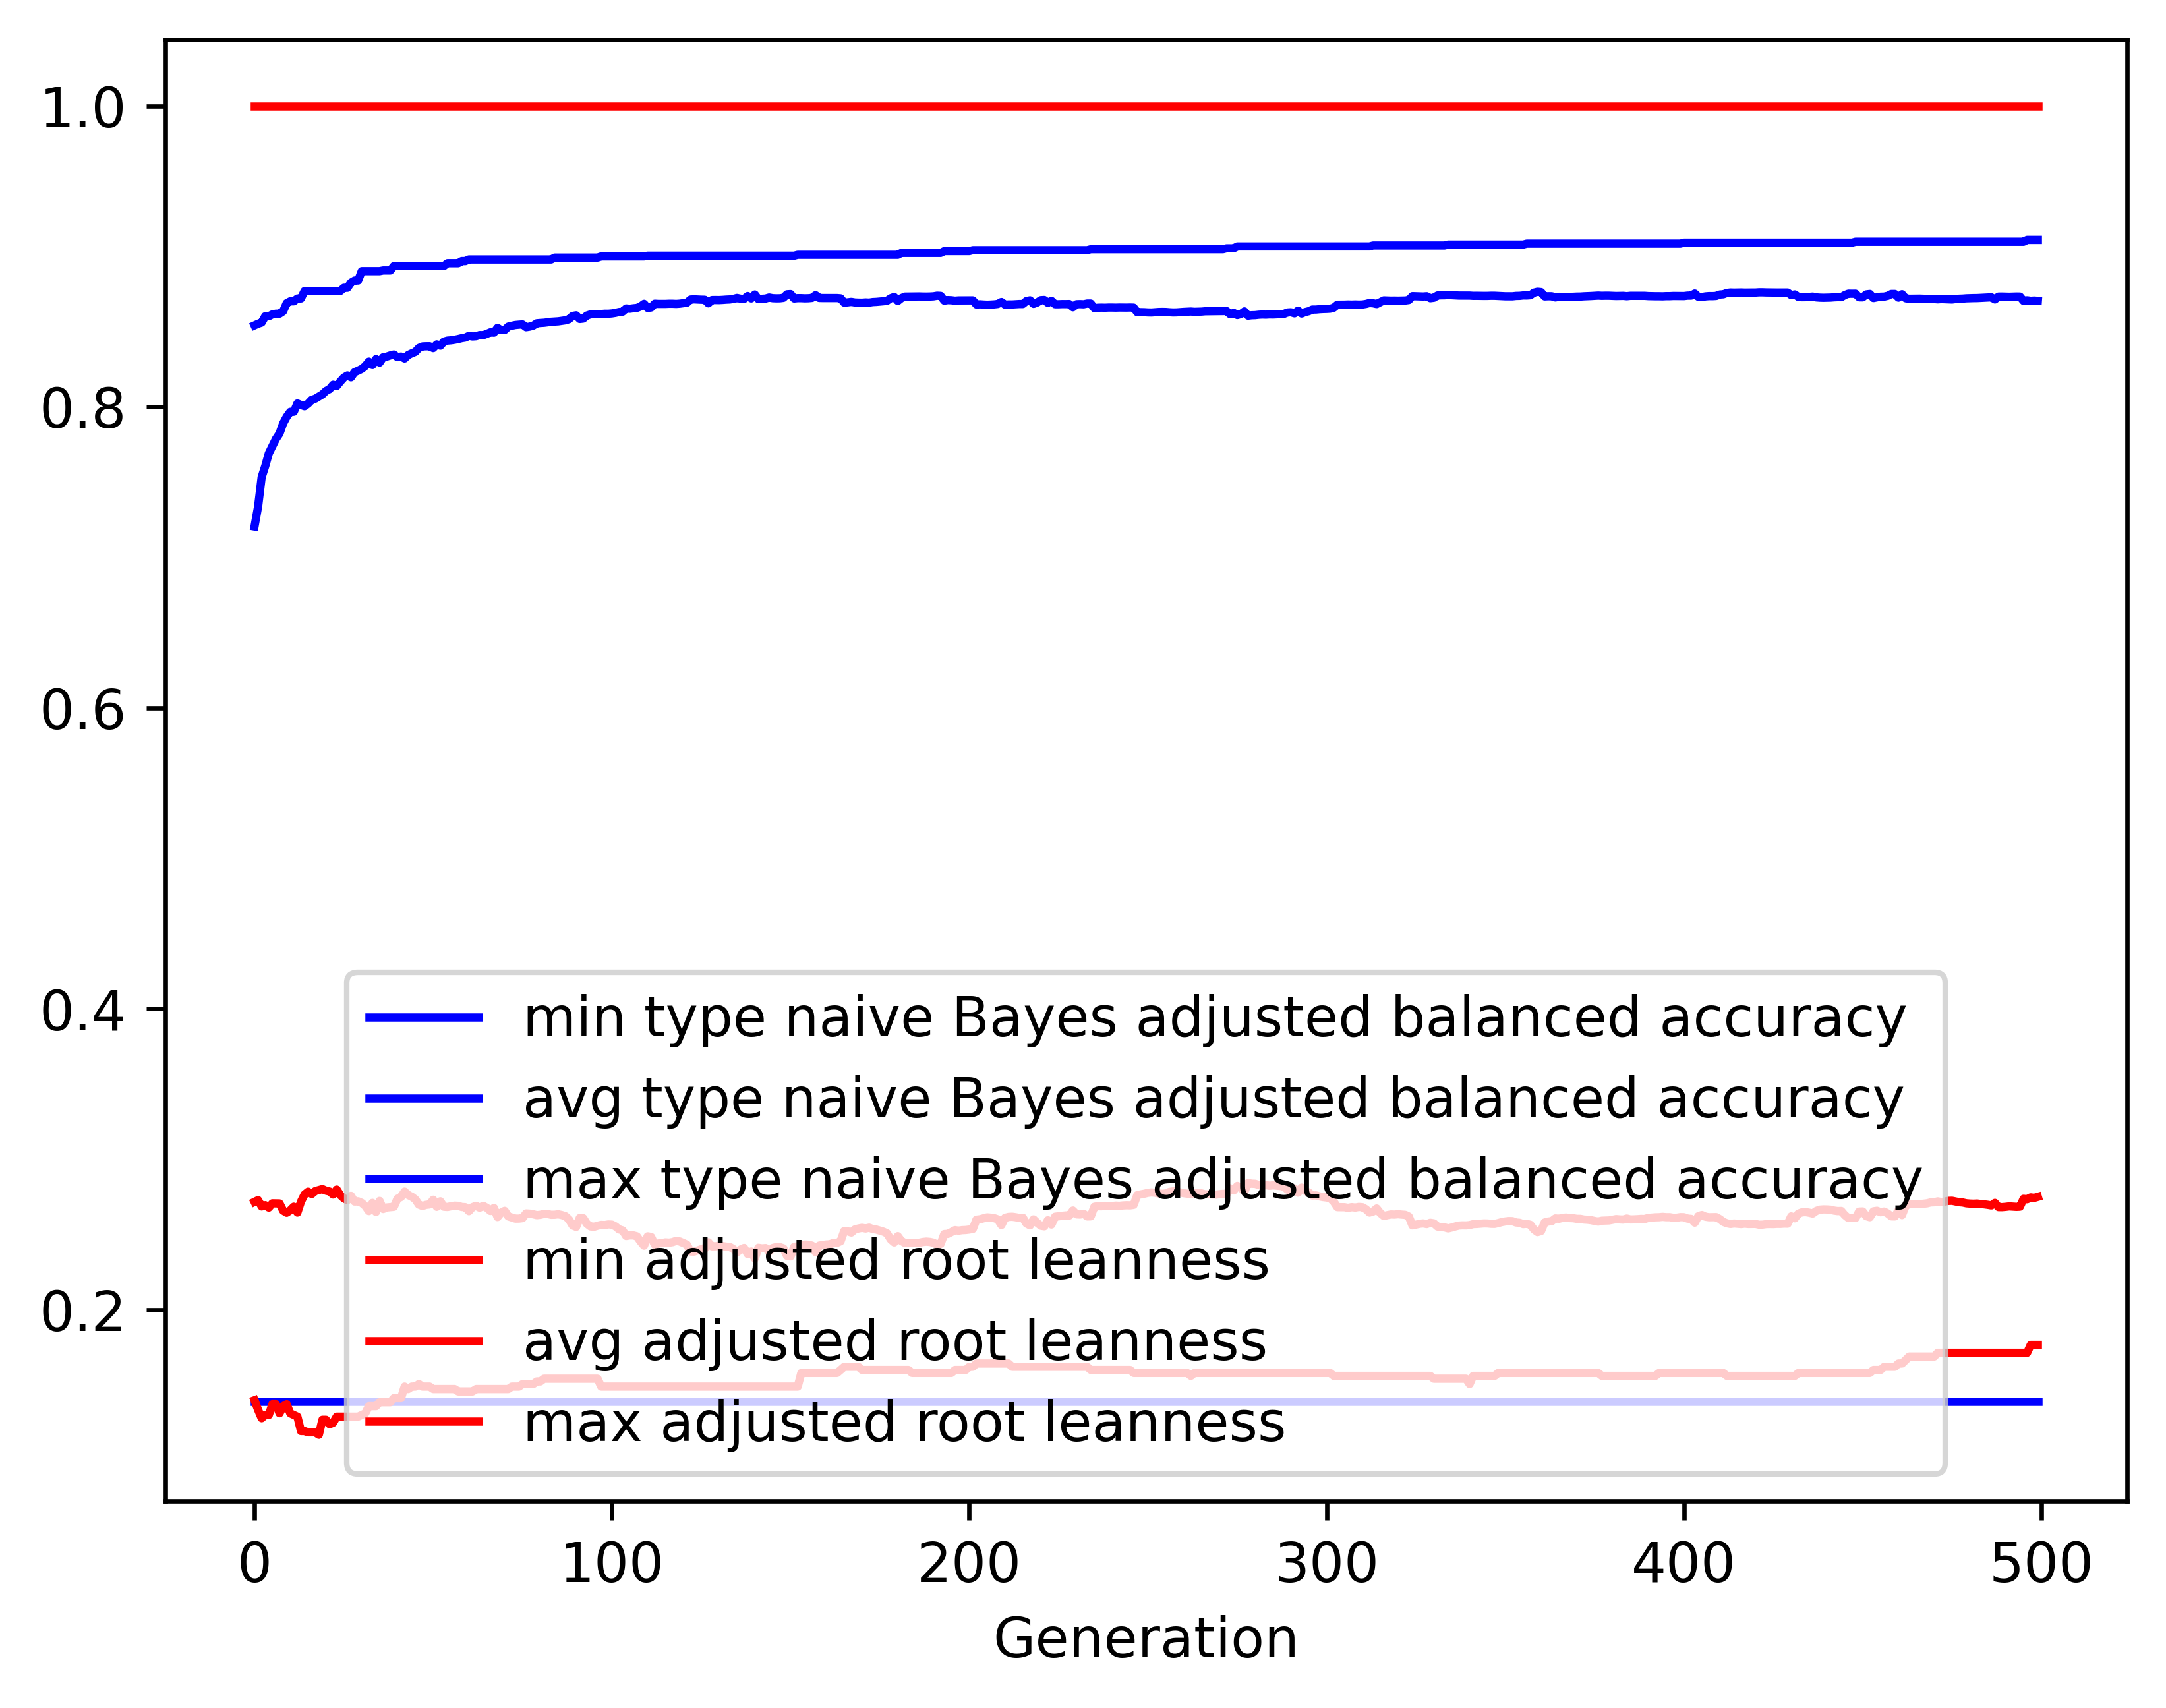 1.0
0.8
0.6
0.4
0.2
min type naive Bayes adjusted balanced accuracy
avg type naive Bayes adjusted balanced accuracy
max type naive Bayes adjusted balanced accuracy
min adjusted root leanness
avg adjusted root leanness
max adjusted root leanness
0 100 200 300 400 500
Generation